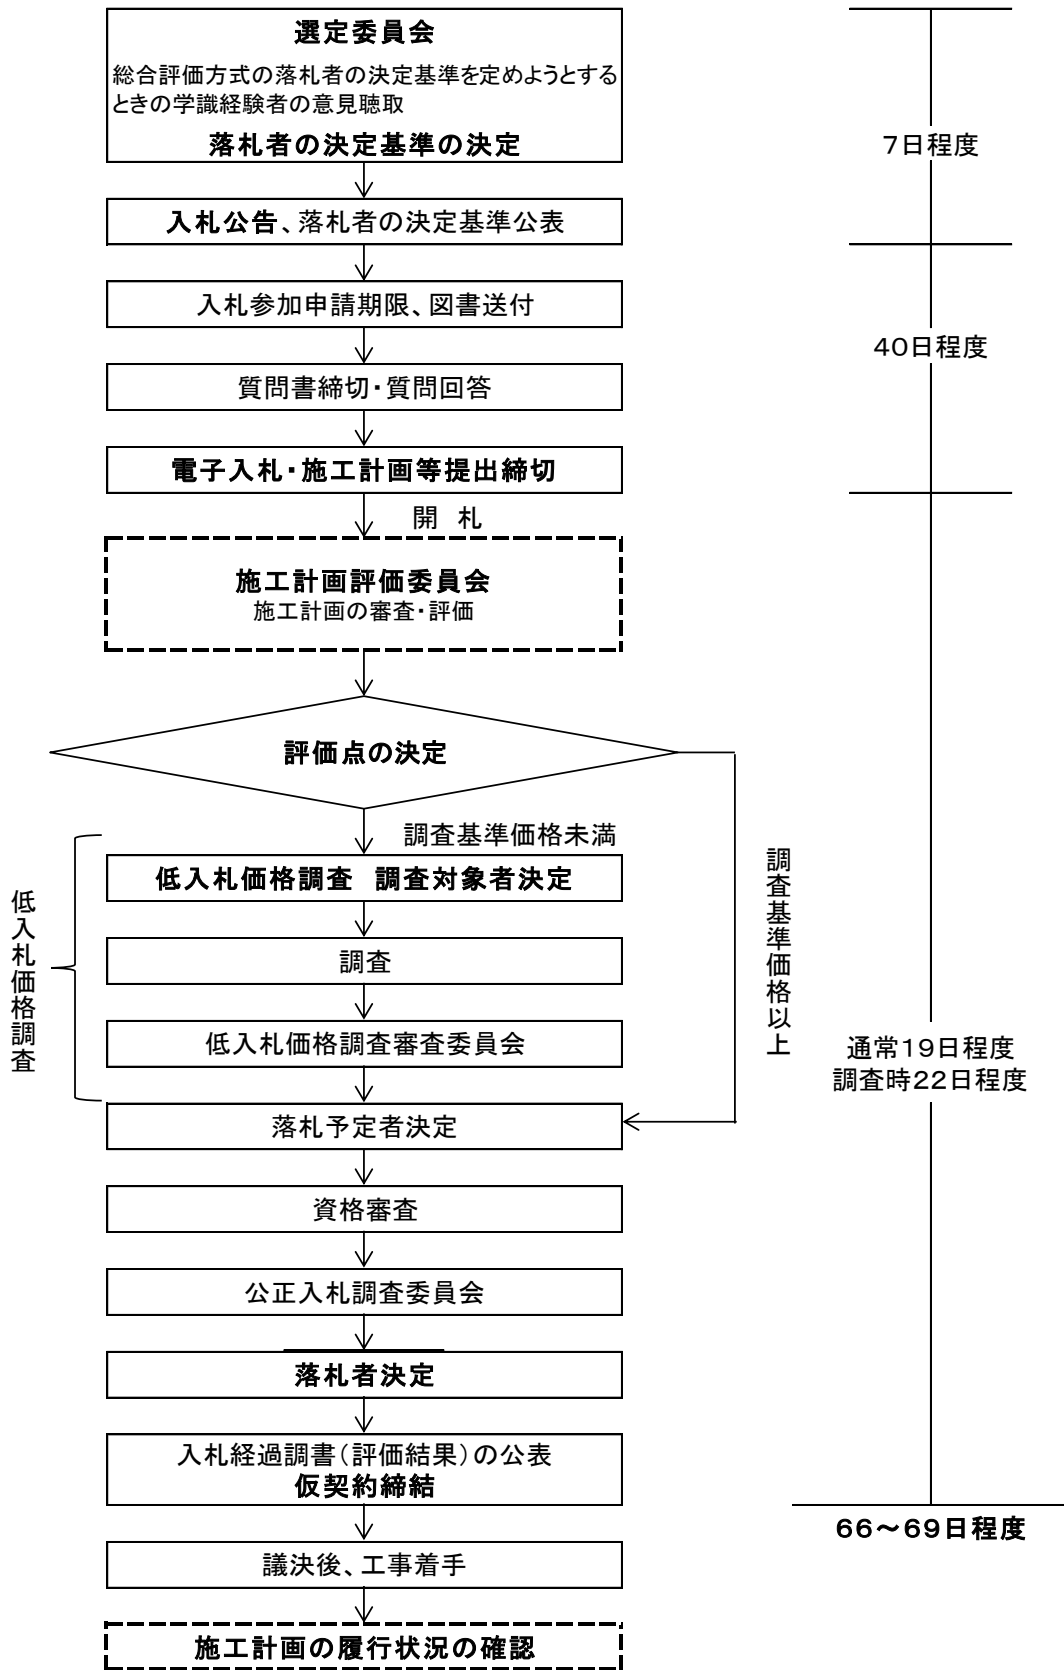 選定委員会
総合評価方式の落札者の決定基準を定めようとする
ときの学識経験者の意見聴取
落札者の決定基準の決定
7日程度
入札公告、落札者の決定基準公表
入札参加申請期限、図書送付
40日程度
質問書締切・質問回答
電子入札・施工計画等提出締切
開 札
施工計画評価委員会
施工計画の審査・評価
評価点の決定
調査基準価格未満
調査基準価格以上
低入札価格調査
低入札価格調査 調査対象者決定
調査
低入札価格調査審査委員会
通常19日程度
調査時22日程度
落札予定者決定
資格審査
公正入札調査委員会
落札者決定
入札経過調書(評価結果)の公表
仮契約締結
66~69日程度
議決後、工事着手
施工計画の履行状況の確認